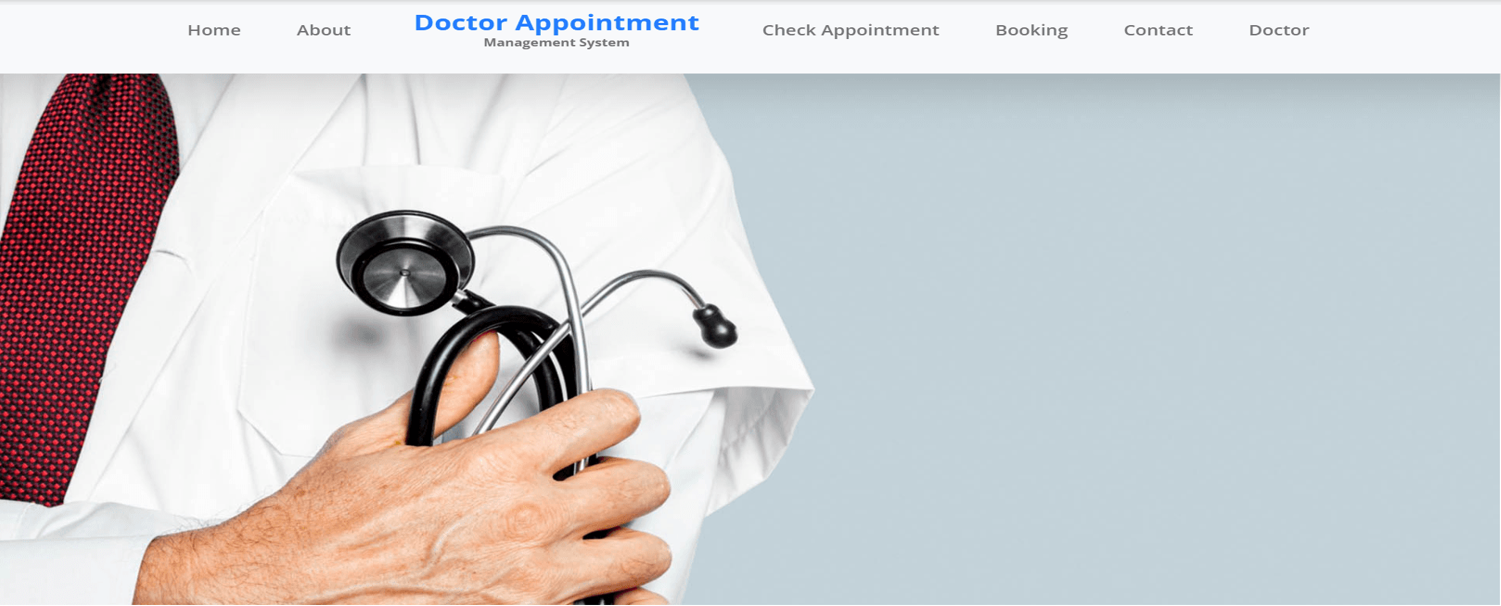 Home
About
Doctor Appointment
Management System
Check Appointment
Booking
Contact
Doctor